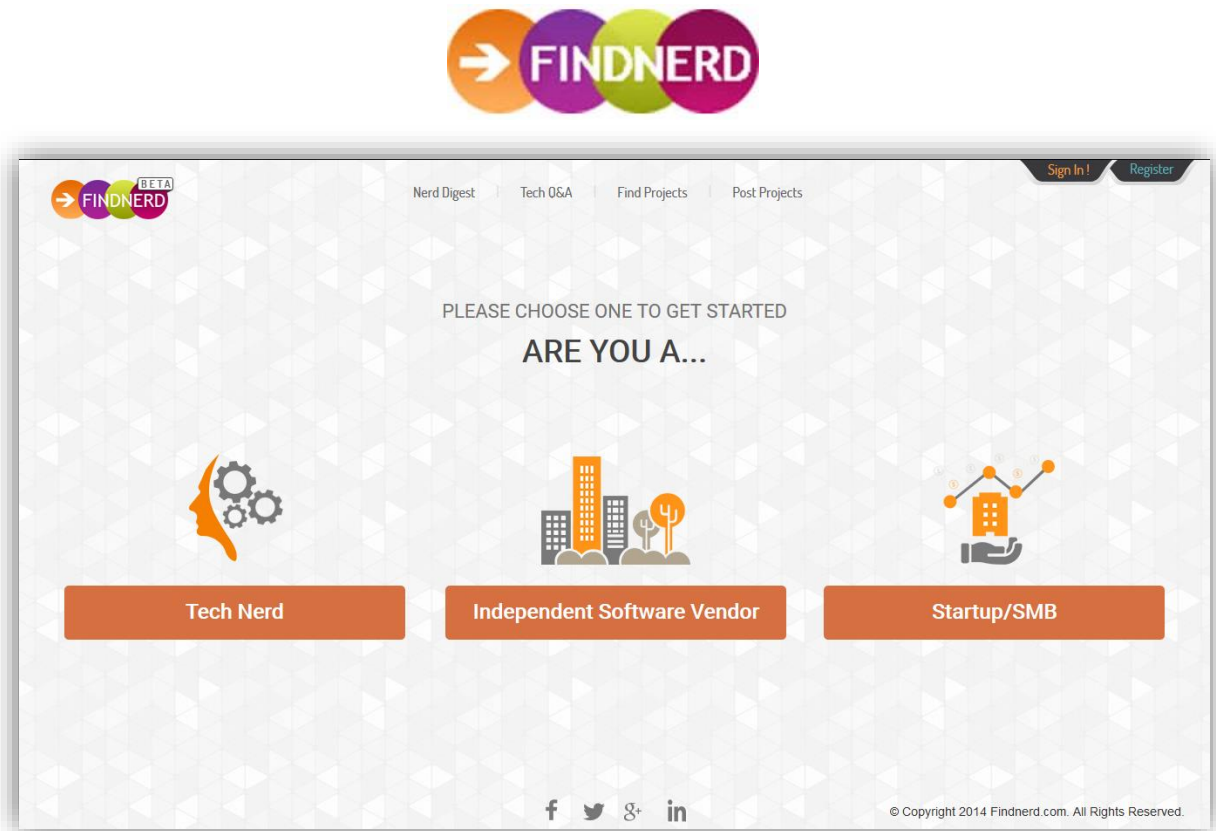 FINDNERD
Sign In ! Register
BETA
FINDNERD
Nerd Digest Tech Q&A Find Projects Post Projects
PLEASE CHOOSE ONE TO GET STARTED
ARE YOU A...
Tech Nerd Independent Software Vendor Startup/SMB
f g+ in
© Copyright 2014 Findnerd.com. All Rights Reserved.